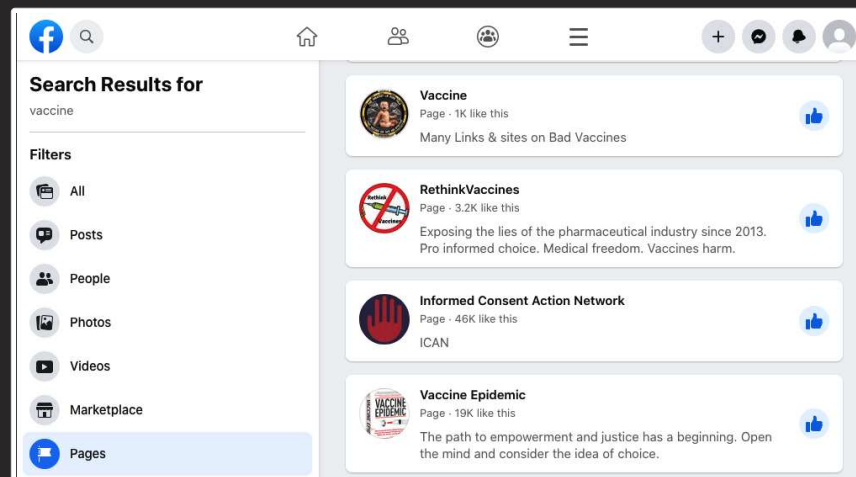 Search Results for
vaccine
Filters
All
Posts
People
Photos
Videos
Marketplace
Pages
Vaccine
Page · 1K like this
Many Links & sites on Bad Vaccines
Rethink
Vaccines
RethinkVaccines
Page · 3.2K like this
Exposing the lies of the pharmaceutical industry since 2013.
Pro informed choice. Medical freedom. Vaccines harm.
Informed Consent Action Network
Page · 46K like this
ICAN
VACCINE
EPIDEMIC
Vaccine Epidemic
Page · 19K like this
The path to empowerment and justice has a beginning. Open
the mind and consider the idea of choice.